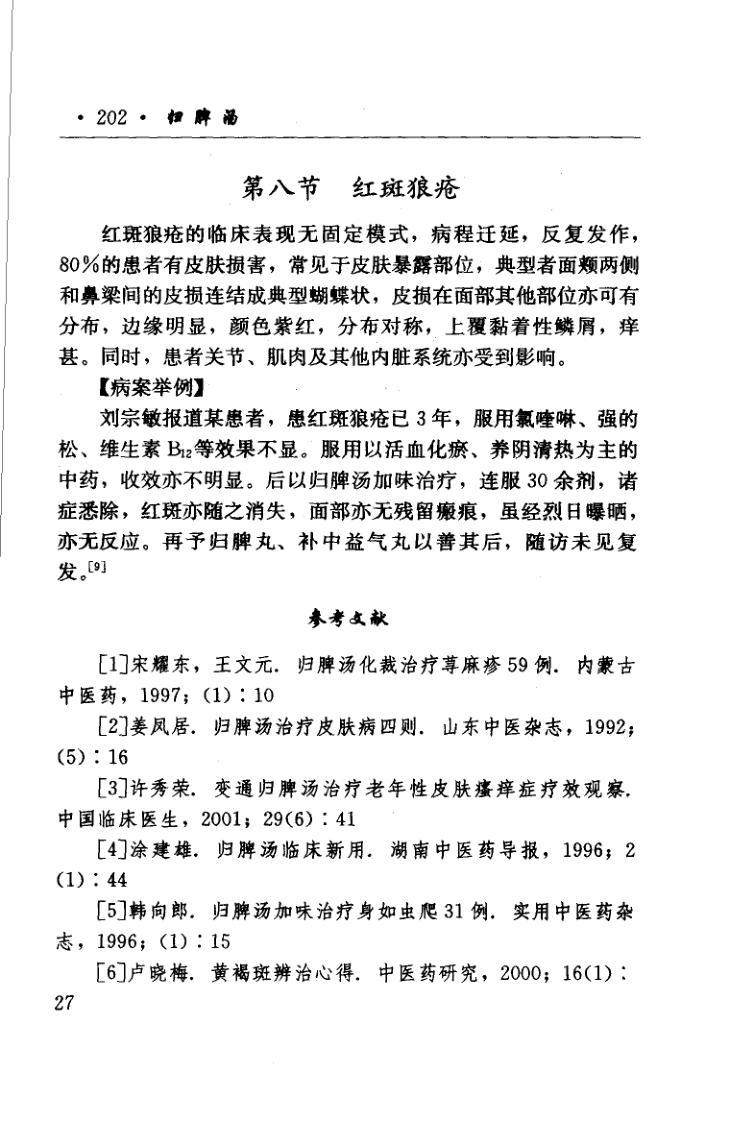 · 202 · 归脾汤
第八节 红斑狼疮
红斑狼疮的临床表现无固定模式，病程迁延，反复发作，
80%的患者有皮肤损害，常见于皮肤暴露部位，典型者面颊两侧
和鼻梁间的皮损连结成典型蝴蝶状，皮损在面部其他部位亦可有
分布，边缘明显，颜色紫红，分布对称，上覆黏着性鳞屑，痒
甚。同时，患者关节、肌肉及其他内脏系统亦受到影响。
【病案举例】
刘宗敏报道某患者，患红斑狼疮已 3 年，服用氯喹啉、强的
松、维生素 B₁₂等效果不显。服用以活血化瘀、养阴清热为主的
中药，收效亦不明显。后以归脾汤加味治疗，连服 30 余剂，诸
症悉除，红斑亦随之消失，面部亦无残留瘢痕，虽经烈日曝晒，
亦无反应。再予归脾丸、补中益气丸以善其后，随访未见复
发。[9]
参考文献
[1]宋耀东，王文元. 归脾汤化裁治疗荨麻疹 59 例. 内蒙古
中医药，1997；(1)∶10
[2]姜凤居. 归脾汤治疗皮肤病四则. 山东中医杂志，1992；
(5)∶16
[3]许秀荣. 变通归脾汤治疗老年性皮肤瘙痒症疗效观察.
中国临床医生，2001；29(6)∶41
[4]涂建雄. 归脾汤临床新用. 湖南中医药导报，1996；2
(1)∶44
[5]韩向郎. 归脾汤加味治疗身如虫爬 31 例. 实用中医药杂
志，1996；(1)∶15
[6]卢晓梅. 黄褐斑辨治心得. 中医药研究，2000；16(1)∶
27